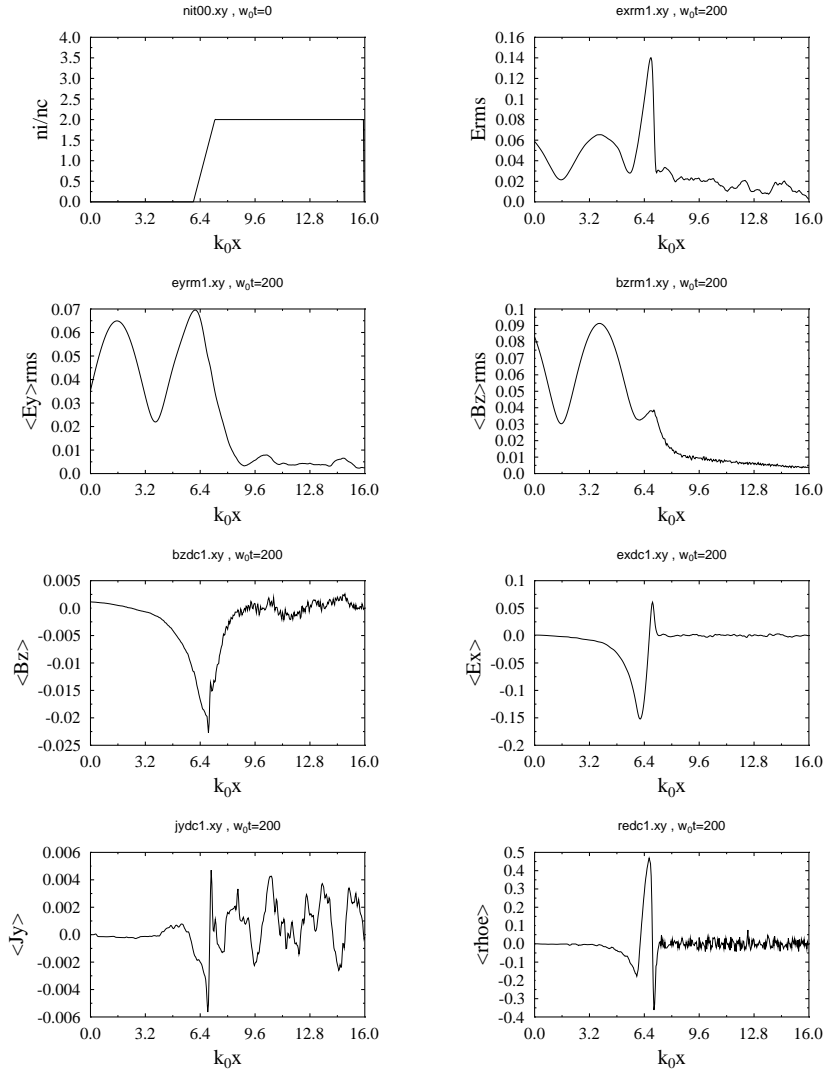 nit00.xy , w0t=0
4.0
3.5
3.0
2.5
2.0
1.5
1.0
0.5
0.0
ni/nc
0.0 3.2 6.4 9.6 12.8 16.0
k0x
exrm1.xy , w0t=200
0.16
0.14
0.12
0.10
0.08
0.06
0.04
0.02
0.00
Erms
0.0 3.2 6.4 9.6 12.8 16.0
k0x
eyrm1.xy , w0t=200
0.07
0.06
0.05
0.04
0.03
0.02
0.01
0.0
<Ey>rms
0.0 3.2 6.4 9.6 12.8 16.0
k0x
bzrm1.xy , w0t=200
0.1
0.09
0.08
0.07
0.06
0.05
0.04
0.03
0.02
0.01
0.0
<Bz>rms
0.0 3.2 6.4 9.6 12.8 16.0
k0x
bzdc1.xy , w0t=200
0.005
0.0
-0.005
-0.01
-0.015
-0.02
-0.025
<Bz>
0.0 3.2 6.4 9.6 12.8 16.0
k0x
exdc1.xy , w0t=200
0.1
0.05
0.0
-0.05
-0.1
-0.15
-0.2
<Ex>
0.0 3.2 6.4 9.6 12.8 16.0
k0x
jydc1.xy , w0t=200
0.006
0.004
0.002
0.0
-0.002
-0.004
-0.006
<Jy>
0.0 3.2 6.4 9.6 12.8 16.0
k0x
redc1.xy , w0t=200
0.5
0.4
0.3
0.2
0.1
0.0
-0.1
-0.2
-0.3
-0.4
<rhoe>
0.0 3.2 6.4 9.6 12.8 16.0
k0x